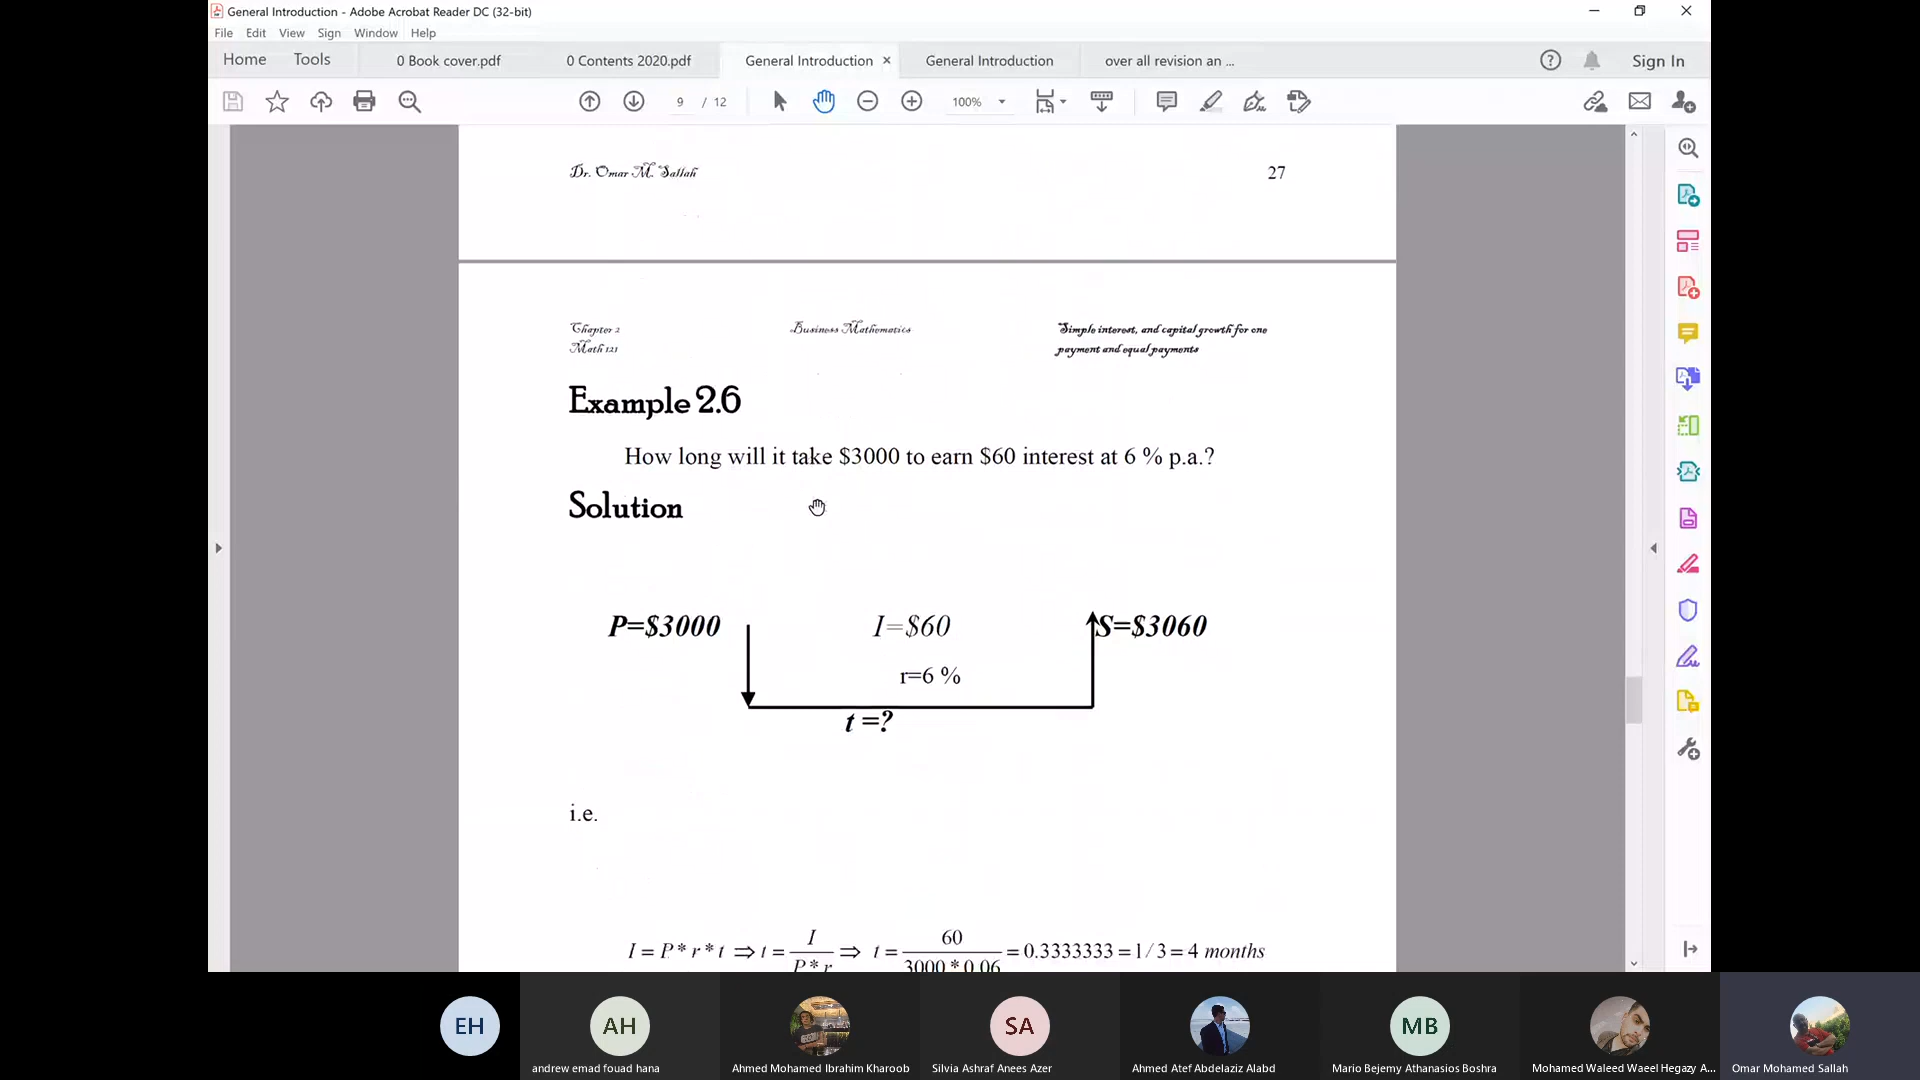 General Introduction - Adobe Acrobat Reader DC (32-bit)
File Edit View Sign Window Help
Home Tools 0 Book cover.pdf 0 Contents 2020.pdf General Introduction × General Introduction over all revision an ... Sign In
9 / 12 100%
Dr. Omar M. Sallah 27
Chapter 2 Business Mathematics Simple interest, and capital growth for one
Math 121 payment and equal payments
Example 2.6
How long will it take $3000 to earn $60 interest at 6 % p.a.?
Solution
P=$3000 I=$60 S=$3060
r=6 %
t =?
i.e.
I = P * r * t ⇒ t = I / P * r ⇒ t = 60 / 3000 * 0.06 = 0.3333333 = 1/3 = 4 months
EH AH SA MB
andrew emad fouad hana Ahmed Mohamed Ibrahim Kharoob Silvia Ashraf Anees Azer Ahmed Atef Abdelaziz Alabd Mario Bejemy Athanasios Boshra Mohamed Waleed Wael Hegazy A... Omar Mohamed Sallah